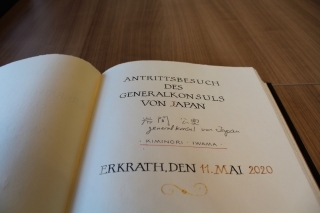 ANTRITTSBESUCH
DES
GENERALKONSULS
VON JAPAN
generalkonsul von Japan
KIMINORI IWAMA
ERKRATH, DEN 11. MAI 2020